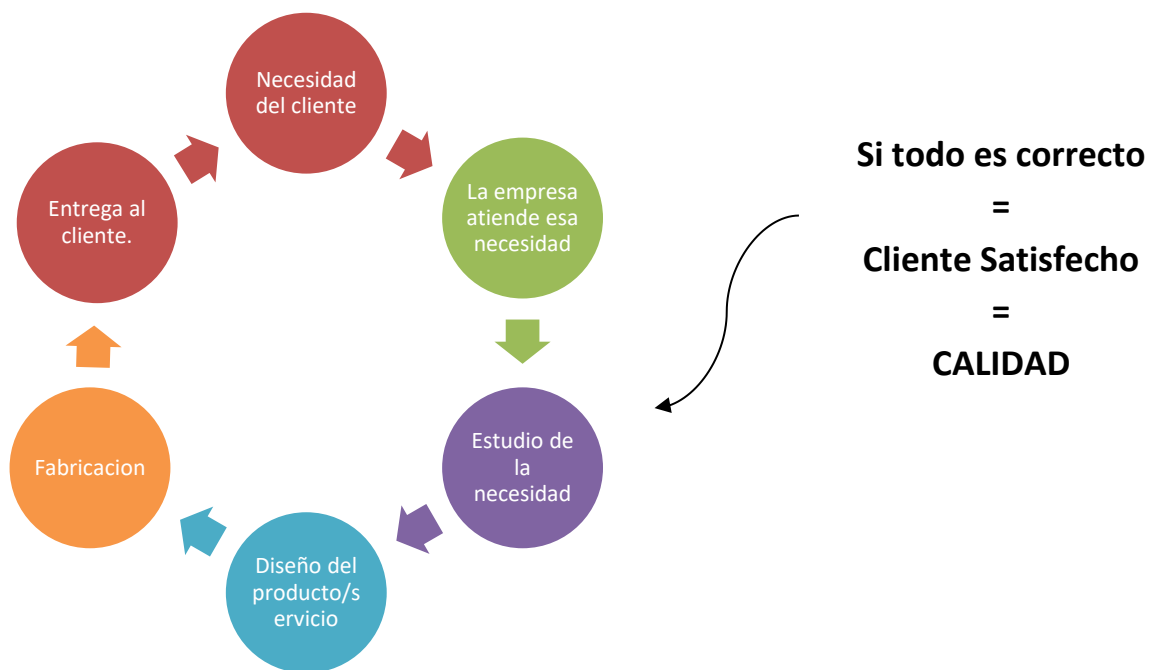 Necesidad
del cliente
La empresa
atiende esa
necesidad
Estudio de
la
necesidad
Diseño del
producto/s
ervicio
Fabricacion
Entrega al
cliente.
Si todo es correcto
=
Cliente Satisfecho
=
CALIDAD